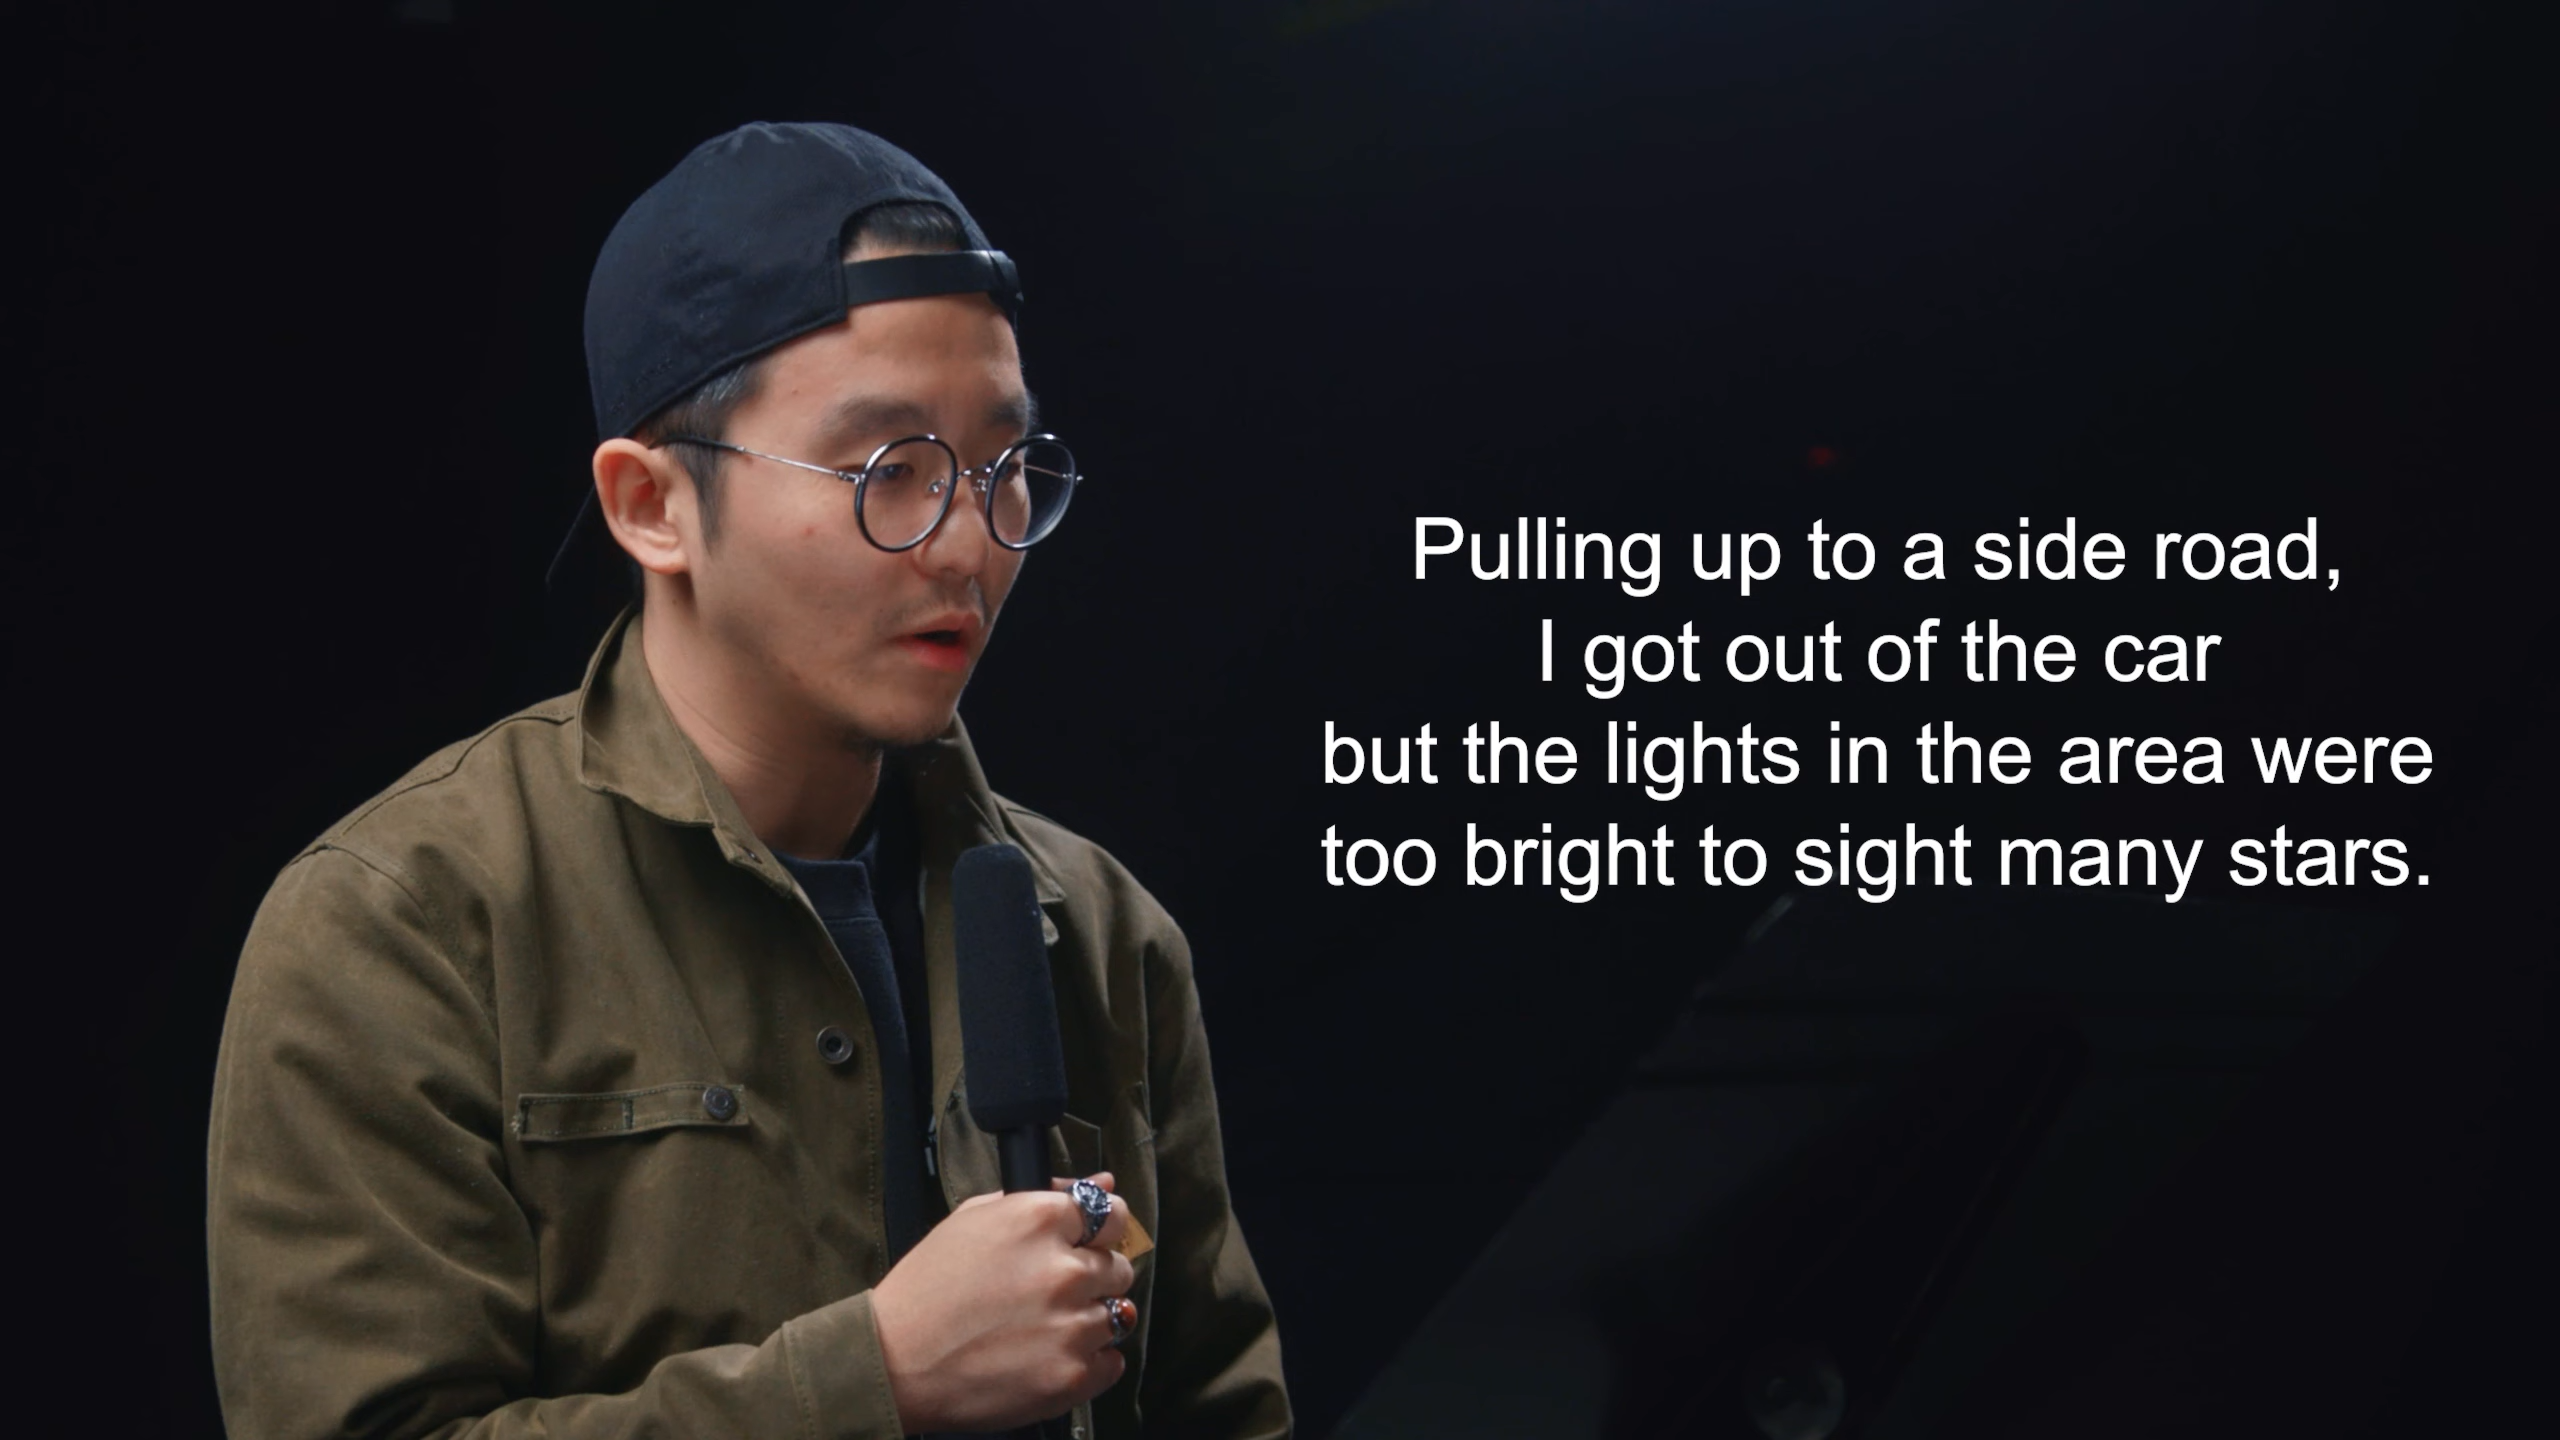 Pulling up to a side road,
I got out of the car
but the lights in the area were
too bright to sight many stars.